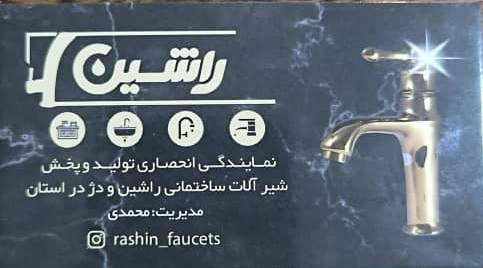 راشین
نمایندگی انحصاری تولید و پخش
شیر آلات ساختمانی راشین و دژ در استان
مدیریت: محمدی
rashin_faucets